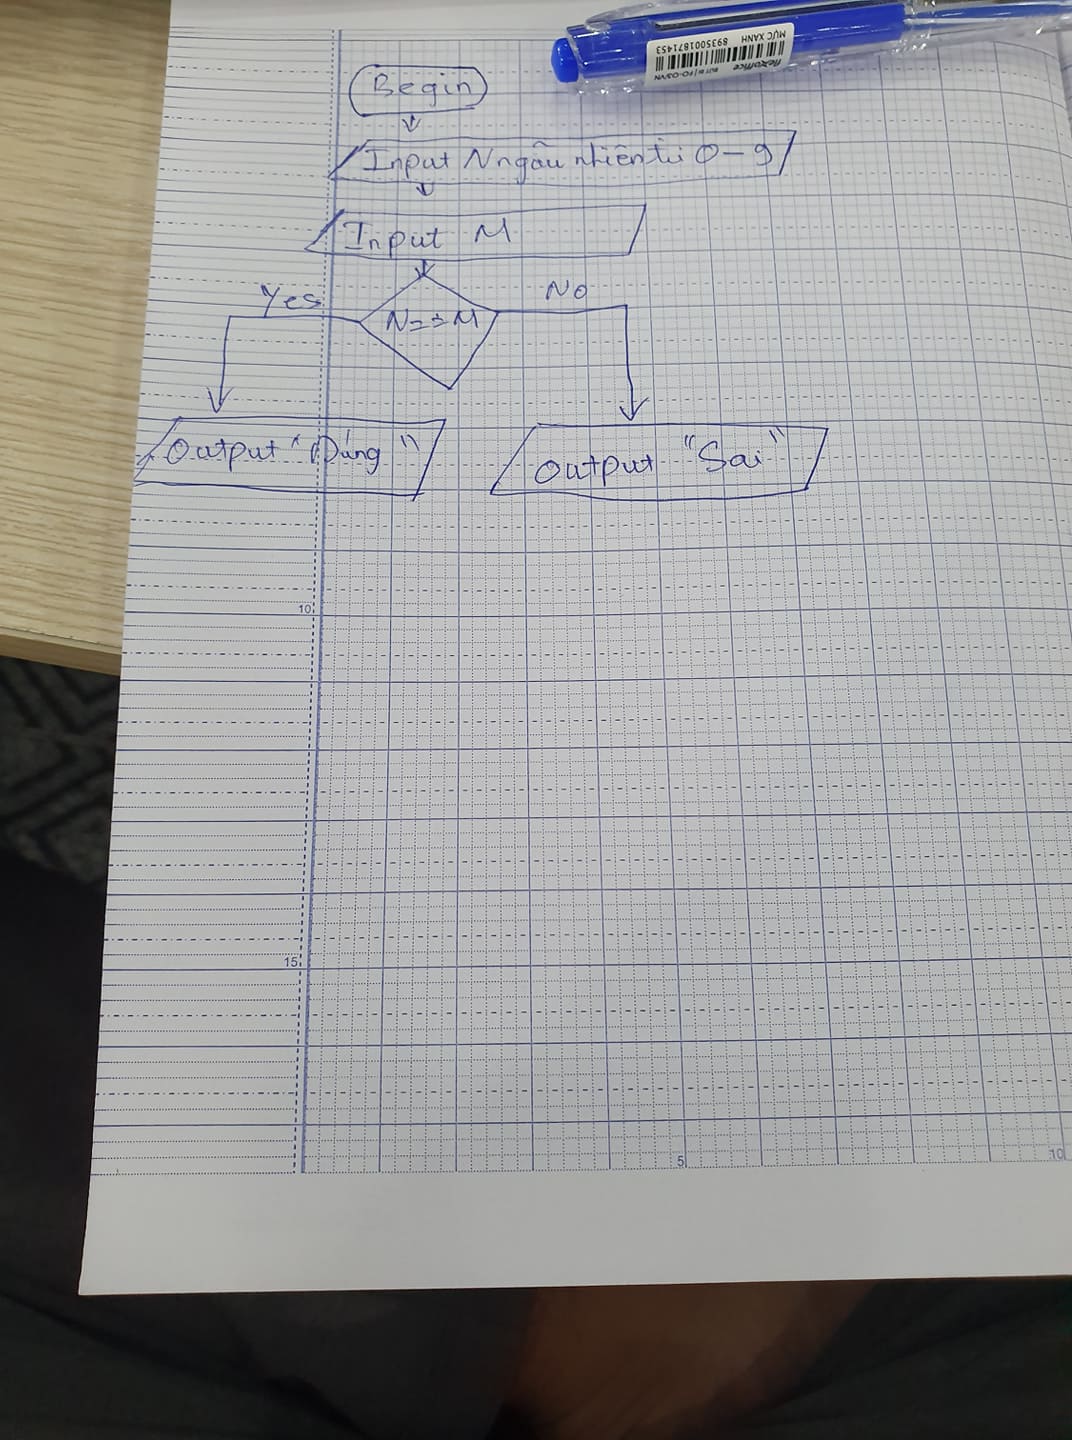 flexoffice
Bút bi | FO-03/VN
8935001871453
MỰC XANH
Begin
Input N ngẫu nhiên từ 0 - 9
Input M
Yes
No
N == M
Output "Đúng"
Output "Sai"
10
15
5
10